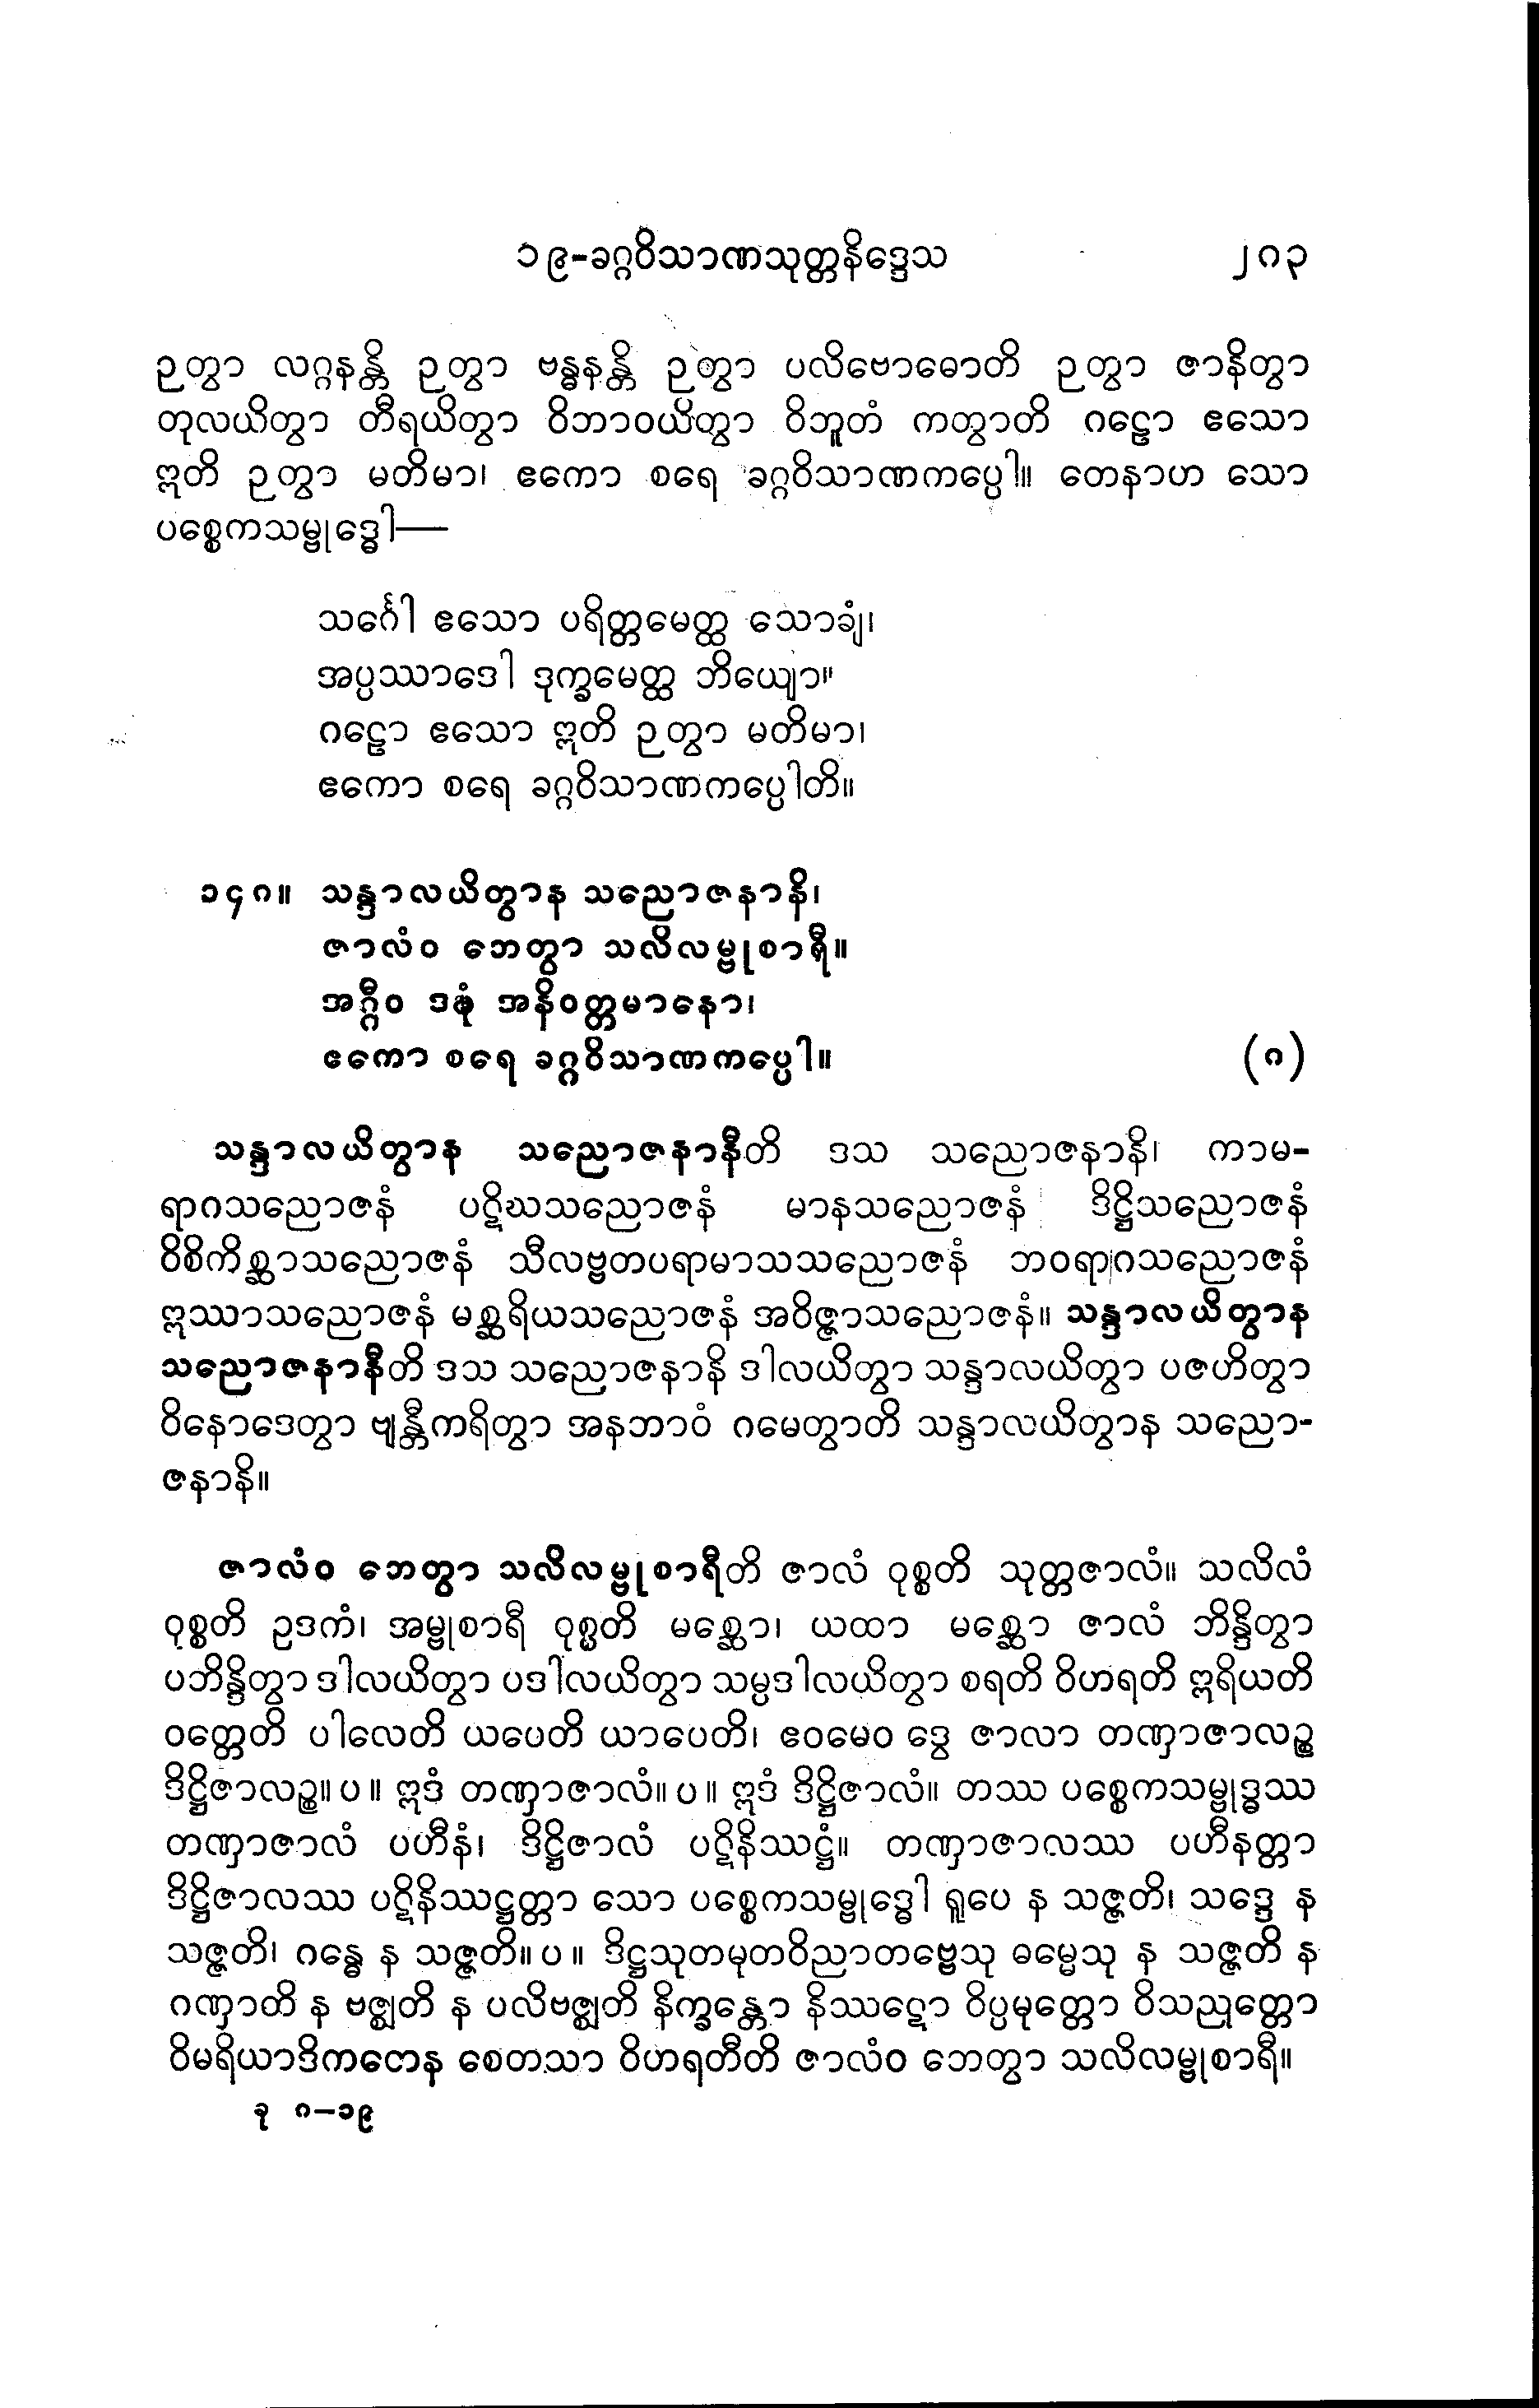 ၁၉-ခဂ္ဂဝိသာဏသုတ္တနိဒ္ဒေသ ၂၈၃
ဉတွာ လဂ္ဂနန္တိ ဉတွာ ဗန္ဓနန္တိ ဉတွာ ပလိဗောဓောတိ ဉတွာ ဇာနိတွာ
တုလယိတွာ တီရယိတွာ ဝိဘာဝယိတွာ ဝိဘူတံ ကတွာတိ ဂဠော ဧသော
ဣတိ ဉတွာ မတိမာ၊ ဧကော စရေ ခဂ္ဂဝိသာဏကပ္ပေါ။ တေနာဟ သော
ပစ္စေကသမ္ဗုဒ္ဓေါ—
သင်္ဂေါ ဧသော ပရိတ္တမေတ္ထ သောချံ၊
အပ္ပဿာဒေါ ဒုက္ခမေတ္ထ ဘိယျော။
ဂဠော ဧသော ဣတိ ဉတွာ မတိမာ၊
ဧကော စရေ ခဂ္ဂဝိသာဏကပ္ပေါတိ။
၁၄၈။ သန္ဒာလယိတွာန သညောဇနာနိ၊
ဇာလံဝ ဘေတွာ သလိလမ္ဗုစာရီ။
အဂ္ဂီဝ ဒဍ္ဎံ အနိဝတ္တမာနော၊
ဧကော စရေ ခဂ္ဂဝိသာဏကပ္ပေါ။ (၈)
သန္ဒာလယိတွာန သညောဇနာနီတိ ဒသ သညောဇနာနိ၊ ကာမ-
ရာဂသညောဇနံ ပဋိဃသညောဇနံ မာနသညောဇနံ ဒိဋ္ဌိသညောဇနံ
ဝိစိကိစ္ဆာသညောဇနံ သီလဗ္ဗတပရာမာသသညောဇနံ ဘဝရာဂသညောဇနံ
ဣဿာသညောဇနံ မစ္ဆရိယသညောဇနံ အဝိဇ္ဇာသညောဇနံ။ သန္ဒာလယိတွာန
သညောဇနာနီတိ ဒသ သညောဇနာနိ ဒါလယိတွာ သန္ဒာလယိတွာ ပဇဟိတွာ
ဝိနောဒေတွာ ဗျန္တီကရိတွာ အနဘာဝံ ဂမေတွာတိ သန္ဒာလယိတွာန သညော-
ဇနာနိ။
ဇာလံဝ ဘေတွာ သလိလမ္ဗုစာရီတိ ဇာလံ ဝုစ္စတိ သုတ္တဇာလံ။ သလိလံ
ဝုစ္စတိ ဥဒကံ၊ အမ္ဗုစာရီ ဝုစ္စတိ မစ္ဆော၊ ယထာ မစ္ဆော ဇာလံ ဘိန္ဒိတွာ
ပဘိန္ဒိတွာ ဒါလယိတွာ ပဒါလယိတွာ သမ္ပဒါလယိတွာ စရတိ ဝိဟရတိ ဣရိယတိ
ဝတ္တေတိ ပါလေတိ ယပေတိ ယာပေတိ၊ ဧဝမေဝ ဒွေ ဇာလာ တဏှာဇာလဉ္စ
ဒိဋ္ဌိဇာလဉ္စ။ ပ ။ ဣဒံ တဏှာဇာလံ။ ပ ။ ဣဒံ ဒိဋ္ဌိဇာလံ။ တဿ ပစ္စေကသမ္ဗုဒ္ဓဿ
တဏှာဇာလံ ပဟီနံ၊ ဒိဋ္ဌိဇာလံ ပဋိနိဿဋ္ဌံ။ တဏှာဇာလဿ ပဟီနတ္တာ
ဒိဋ္ဌိဇာလဿ ပဋိနိဿဋ္ဌတ္တာ သော ပစ္စေကသမ္ဗုဒ္ဓေါ ရူပေ န သဇ္ဇတိ၊ သဒ္ဒေ န
သဇ္ဇတိ၊ ဂန္ဓေ န သဇ္ဇတိ။ ပ ။ ဒိဋ္ဌသုတမုတဝိညာတဗ္ဗေသု ဓမ္မေသု န သဇ္ဇတိ န
ဂဏှာတိ န ဗဇ္ဈတိ န ပလိဗဇ္ဈတိ နိက္ခန္တော နိဿဋော ဝိပ္ပမုတ္တော ဝိသညုတ္တော
ဝိမရိယာဒိကတေန စေတသာ ဝိဟရတီတိ ဇာလံဝ ဘေတွာ သလိလမ္ဗုစာရီ။
ခု ၈–၁၉